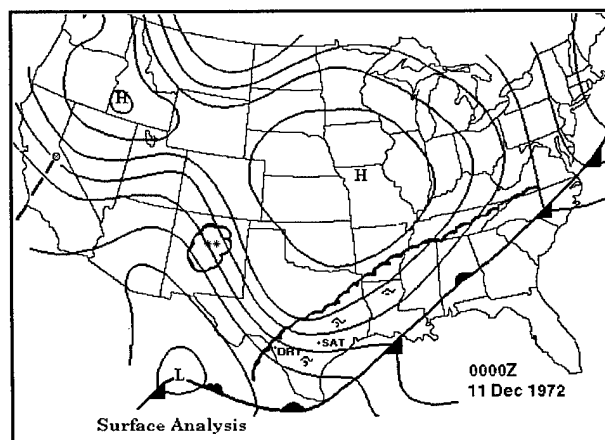 H
H
**
SAT
DRT
L
0000Z
11 Dec 1972
Surface Analysis